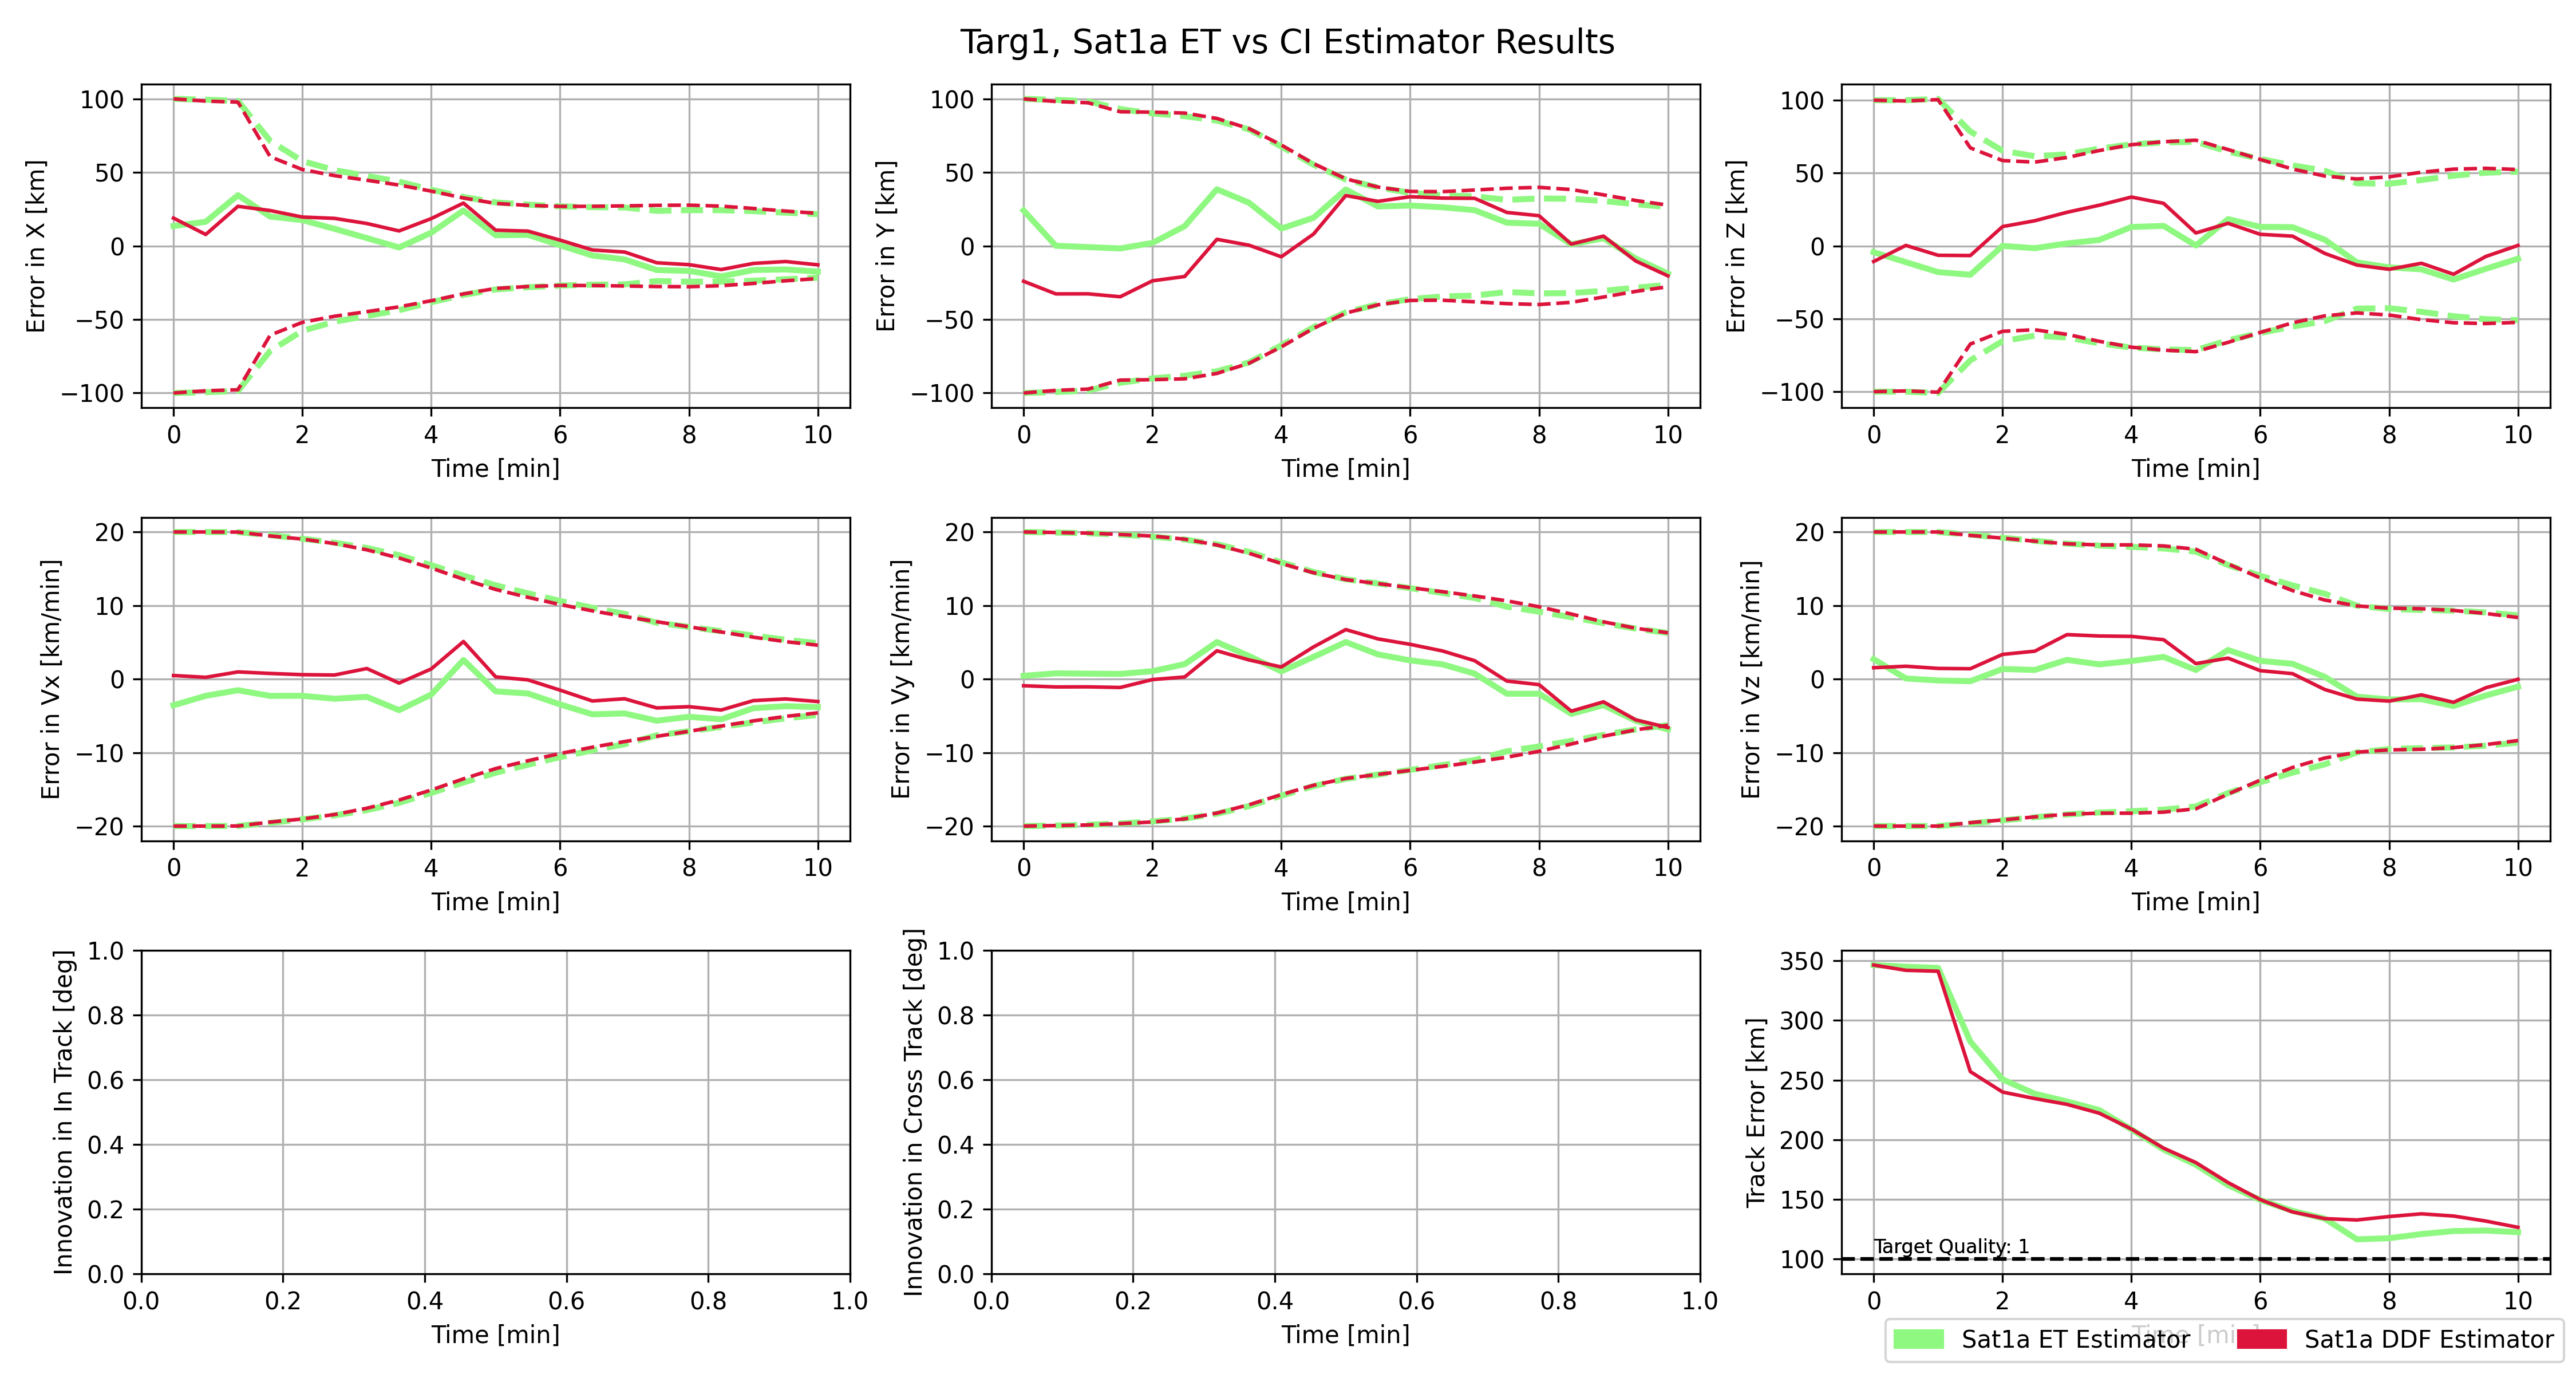 Targ1, Sat1a ET vs CI Estimator Results
Error in X [km]
100
50
0
−50
−100
0 2 4 6 8 10
Time [min]
Error in Y [km]
100
50
0
−50
−100
0 2 4 6 8 10
Time [min]
Error in Z [km]
100
50
0
−50
−100
0 2 4 6 8 10
Time [min]
Error in Vx [km/min]
20
10
0
−10
−20
0 2 4 6 8 10
Time [min]
Error in Vy [km/min]
20
10
0
−10
−20
0 2 4 6 8 10
Time [min]
Error in Vz [km/min]
20
10
0
−10
−20
0 2 4 6 8 10
Time [min]
Innovation in In Track [deg]
1.0
0.8
0.6
0.4
0.2
0.0
0.0 0.2 0.4 0.6 0.8 1.0
Time [min]
Innovation in Cross Track [deg]
1.0
0.8
0.6
0.4
0.2
0.0
0.0 0.2 0.4 0.6 0.8 1.0
Time [min]
Track Error [km]
350
300
250
200
150
100
Target Quality: 1
0 2 4 6 8 10
Time [min]
Sat1a ET Estimator
Sat1a DDF Estimator